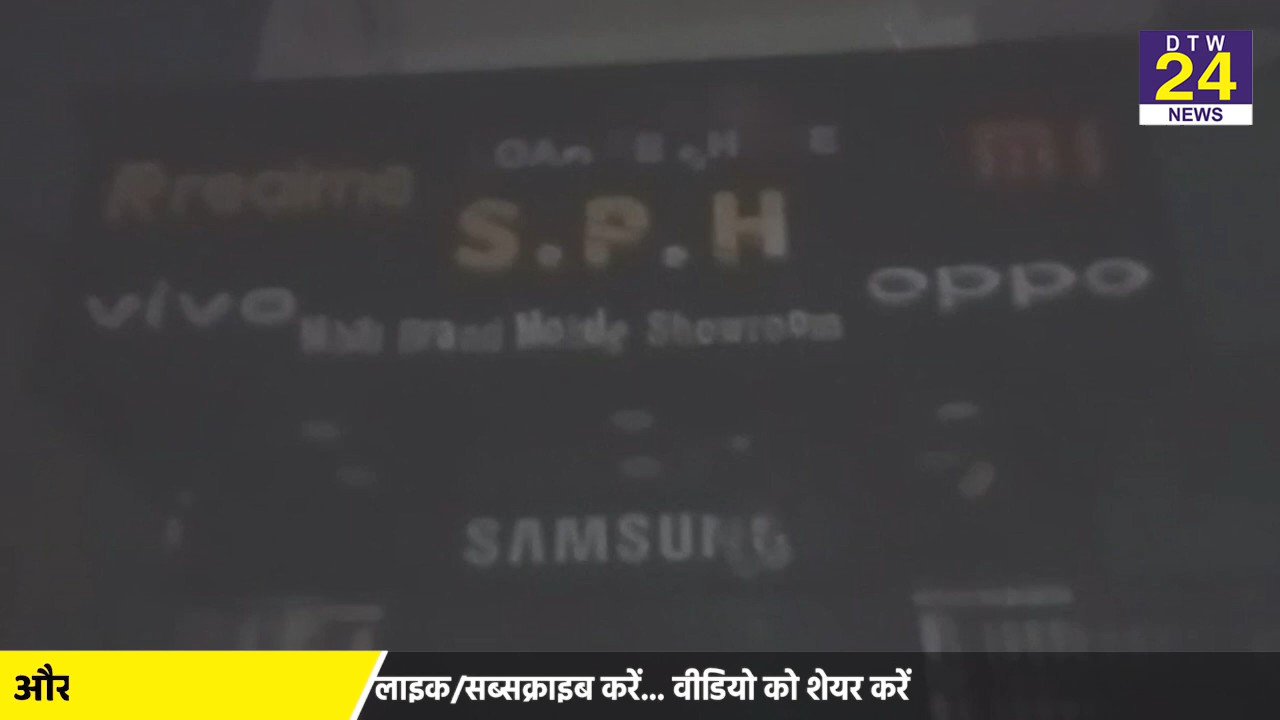 DTW
24
NEWS
realme
S.P.H
mi
vivo
oppo
Multi Brand Mobile Showroom
SAMSUNG
और
लाइक/सब्सक्राइब करें... वीडियो को शेयर करें